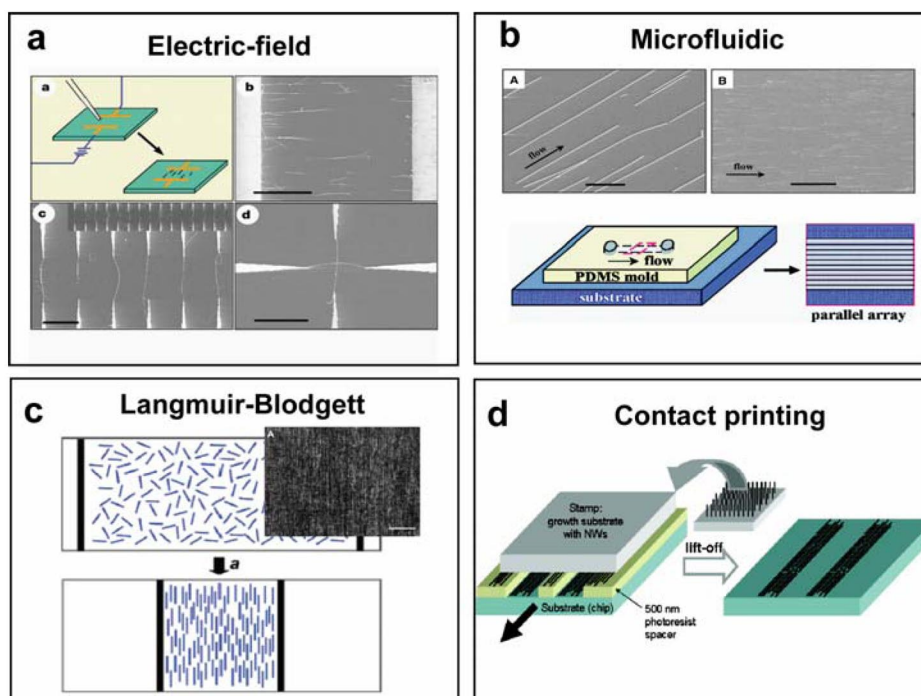 a
Electric-field
a
b
c
d
b
Microfluidic
A
B
flow
flow
flow
PDMS mold
substrate
parallel array
c
Langmuir-Blodgett
A
a
d
Contact printing
Stamp:
growth substrate
with NWs
lift-off
Substrate (chip)
500 nm
photoresist
spacer